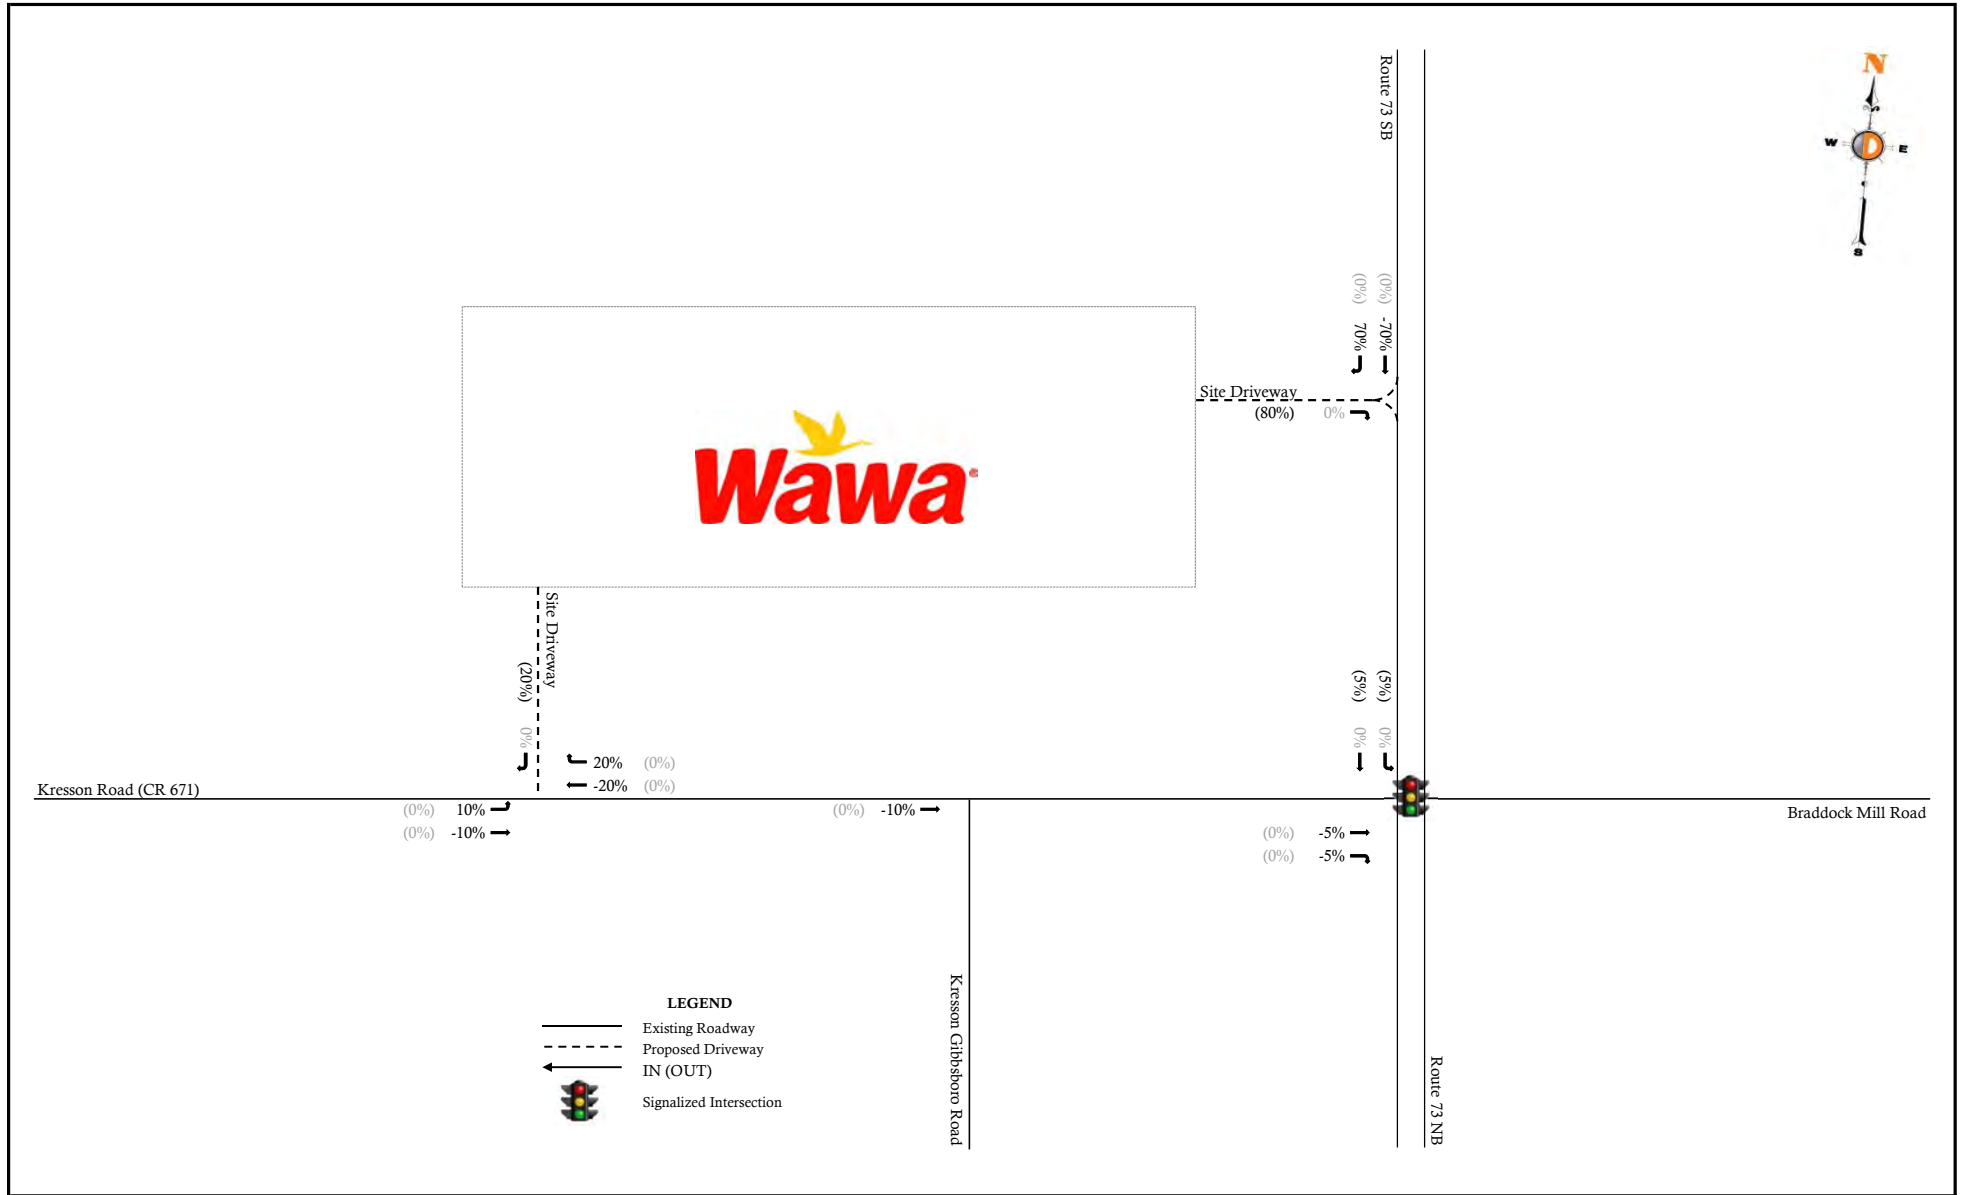 Route 73 SB
N
W
D
E
S
(0%) (0%)
70% -70%
Site Driveway
(80%) 0%
Wawa
Site Driveway
(20%)
0%
(5%) (5%)
0% 0%
20% (0%)
-20% (0%)
Kresson Road (CR 671)
(0%) 10%
(0%) -10%
(0%) -10%
Braddock Mill Road
(0%) -5%
(0%) -5%
Kresson Gibbsboro Road
Route 73 NB
LEGEND
Existing Roadway
Proposed Driveway
IN (OUT)
Signalized Intersection